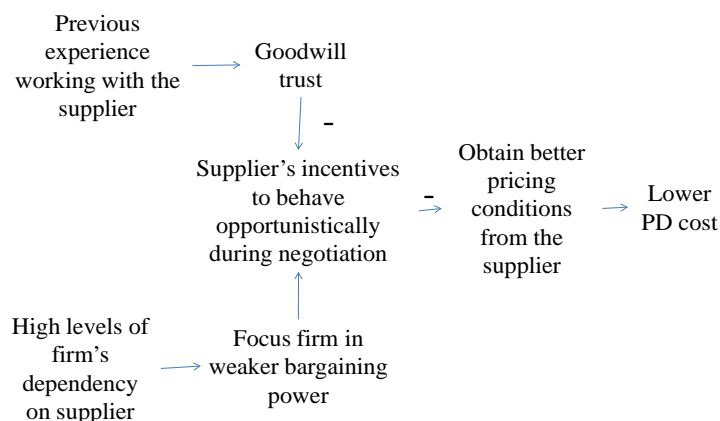 Previous
experience
working with the
supplier
Goodwill
trust
-
Supplier’s incentives
to behave
opportunistically
during negotiation
-
Obtain better
pricing
conditions
from the
supplier
Lower
PD cost
High levels of
firm’s
dependency
on supplier
Focus firm in
weaker bargaining
power